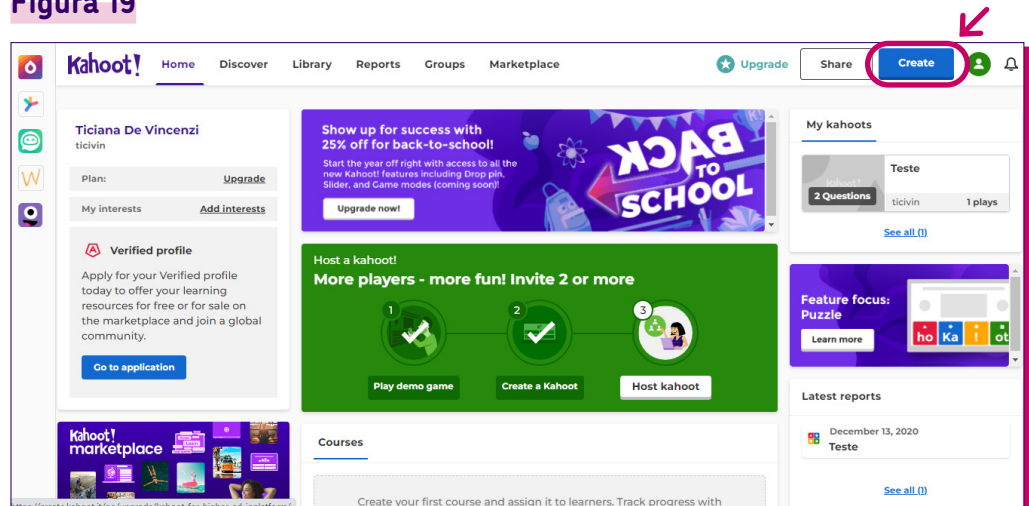 Figura 19
Kahoot!
Home
Discover
Library
Reports
Groups
Marketplace
Upgrade
Share
Create
Ticiana De Vincenzi
ticivin
Plan:
Upgrade
My interests
Add interests
Verified profile
Apply for your Verified profile
today to offer your learning
resources for free or for sale on
the marketplace and join a global
community.
Go to application
Kahoot!
marketplace
Show up for success with
25% off for back-to-school!
Start the year off right with access to all the
new Kahoot! features including Drop pin,
Slider, and Game modes (coming soon)!
Upgrade now!
BACK
TO
SCHOOL
Host a kahoot!
More players - more fun! Invite 2 or more
1
2
3
Play demo game
Create a Kahoot
Host kahoot
Courses
Create your first course and assign it to learners. Track progress with
My kahoots
Kahoot!
2 Questions
Teste
ticivin
1 plays
See all (1)
Feature focus:
Puzzle
Learn more
ho
Ka
!
ot
Latest reports
December 13, 2020
Teste
See all (1)